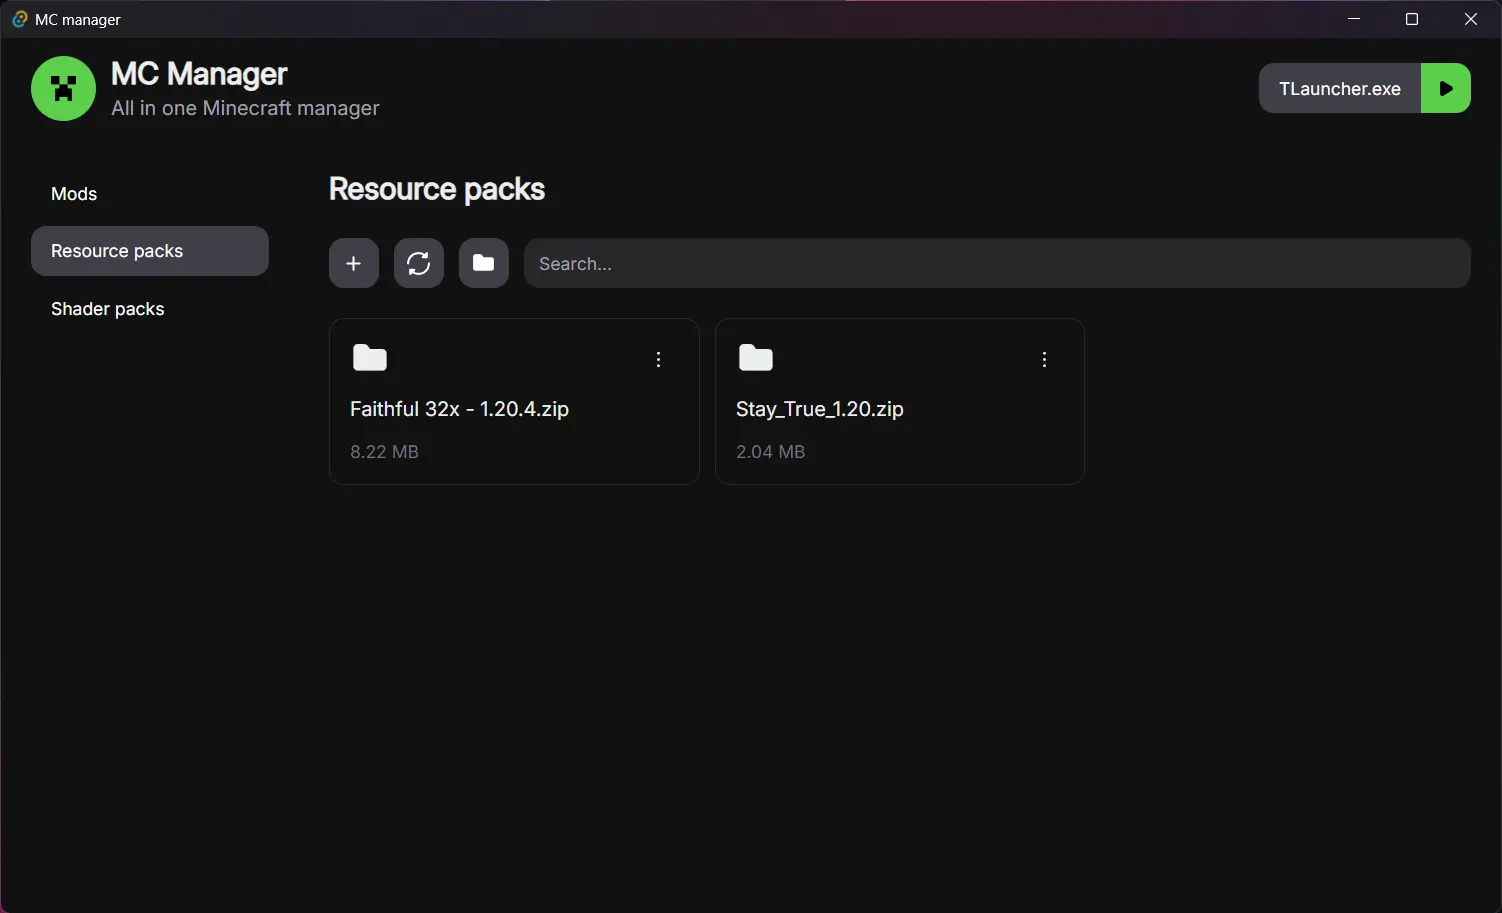 MC manager
MC Manager
All in one Minecraft manager
TLauncher.exe
Mods
Resource packs
Shader packs
Resource packs
Search...
Faithful 32x - 1.20.4.zip
8.22 MB
Stay_True_1.20.zip
2.04 MB